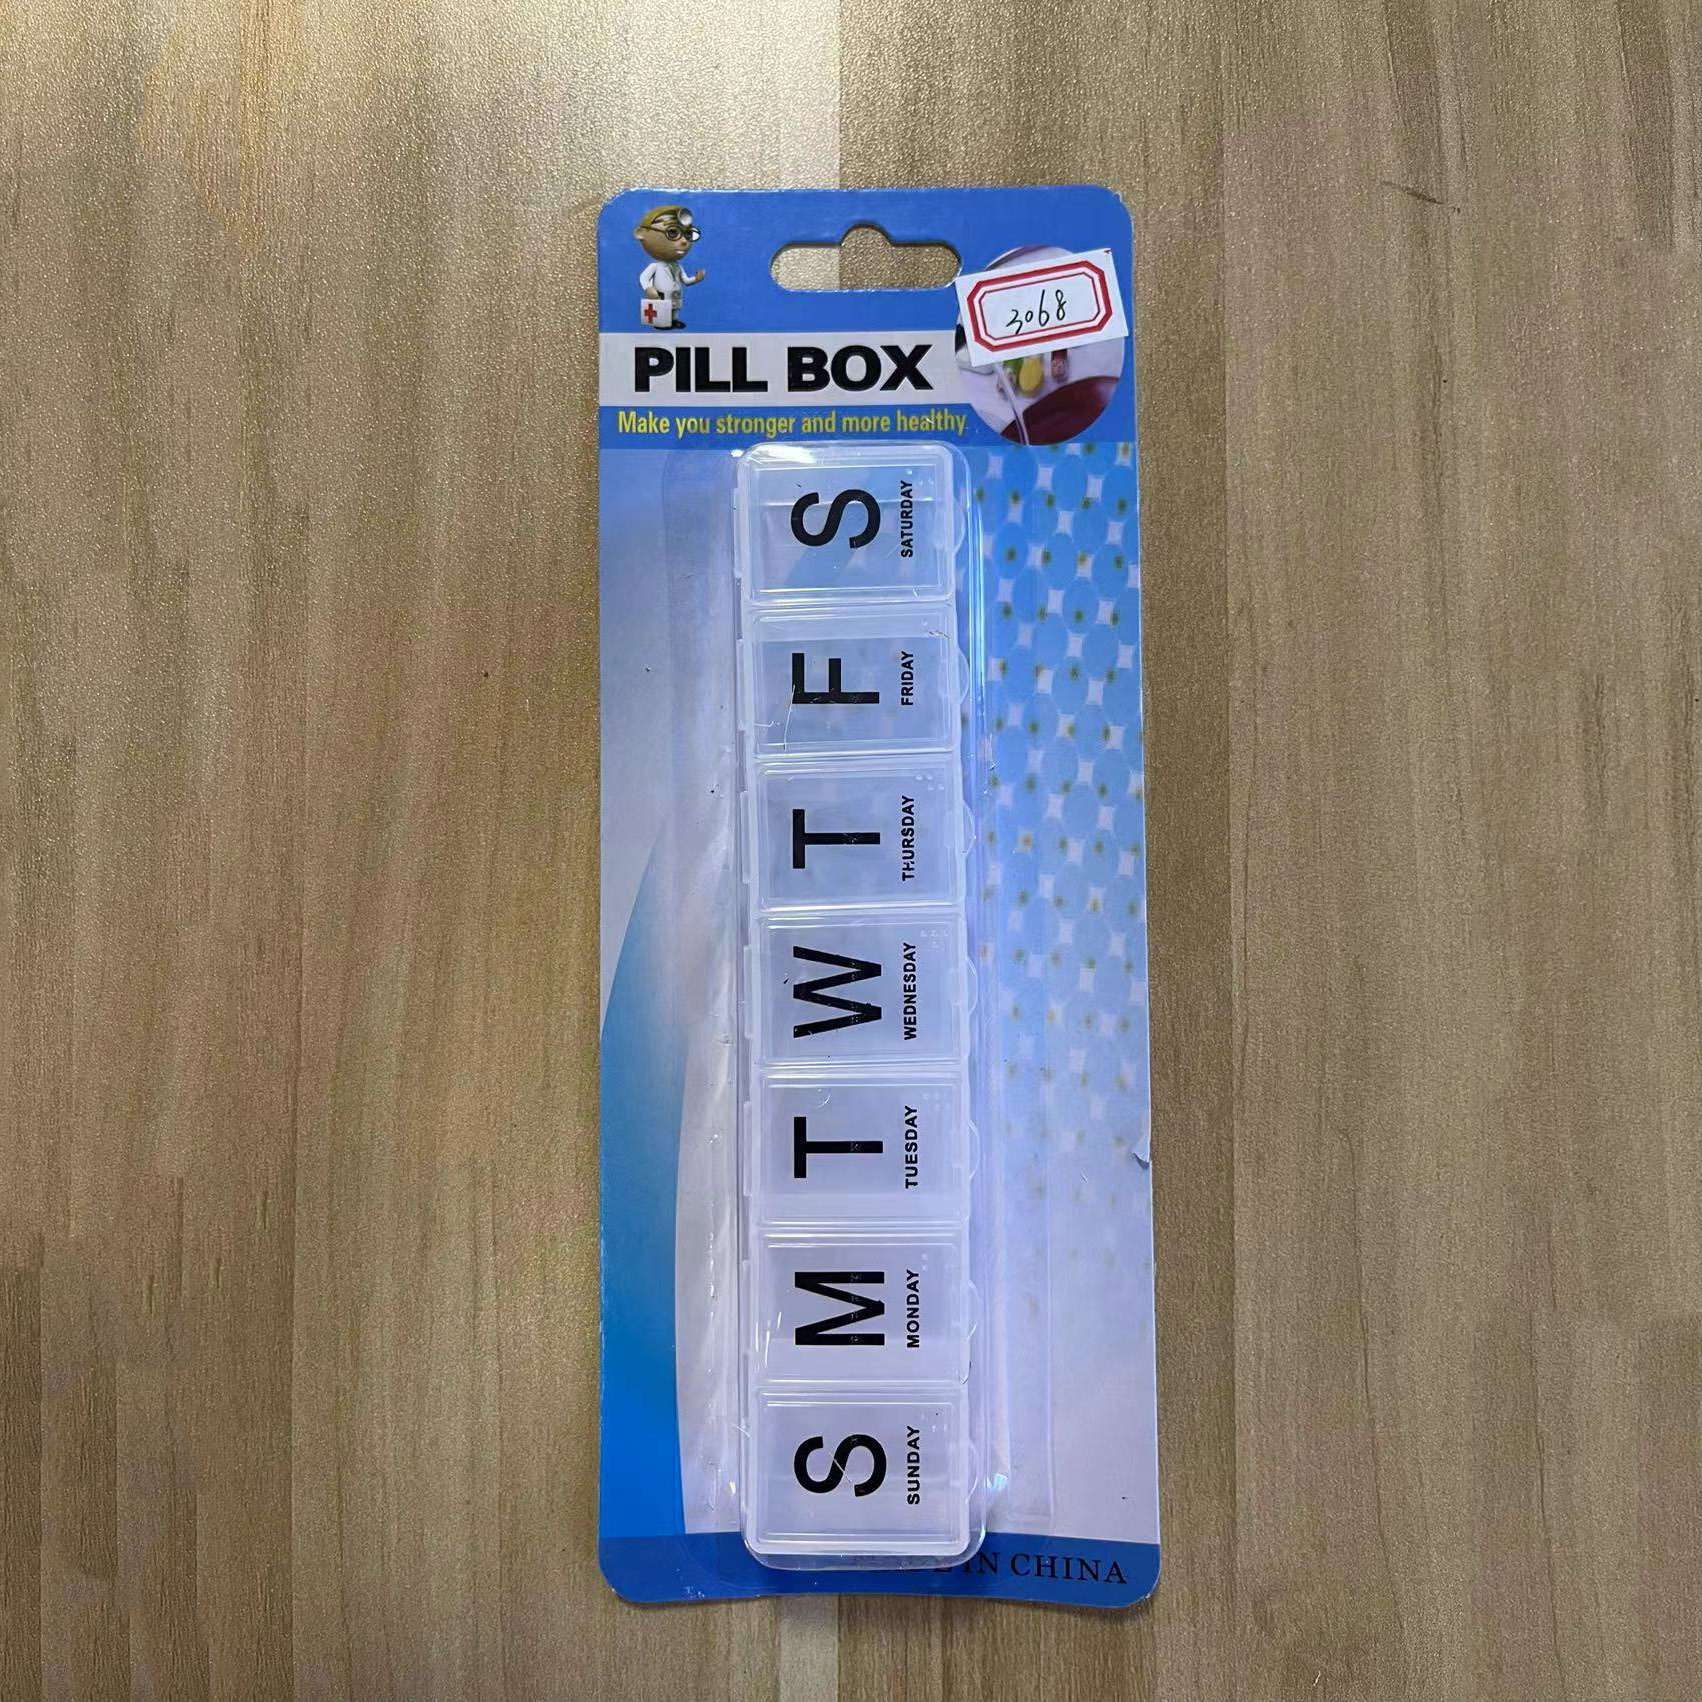 3068
PILL BOX
Make you stronger and more healthy
S
SATURDAY
F
FRIDAY
T
THURSDAY
W
WEDNESDAY
T
TUESDAY
M
MONDAY
S
SUNDAY
IN CHINA